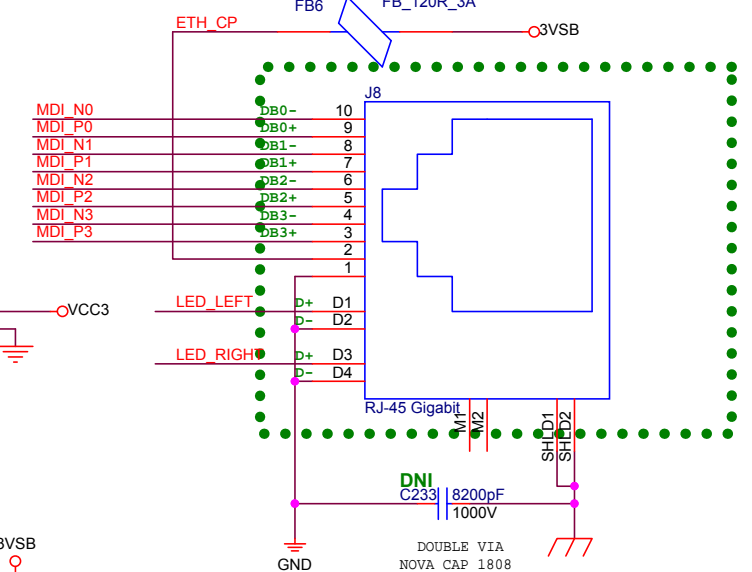 FB6
FB_120R_3A
ETH_CP
3VSB
J8
MDI_N0 DB0- 10
MDI_P0 DB0+ 9
MDI_N1 DB1- 8
MDI_P1 DB1+ 7
MDI_N2 DB2- 6
MDI_P2 DB2+ 5
MDI_N3 DB3- 4
MDI_P3 DB3+ 3
2
1
VCC3
LED_LEFT D+ D1
D- D2
LED_RIGHT D+ D3
D- D4
RJ-45 Gigabit
M1
M2
SHLD1
SHLD2
DNI
C233 8200pF
1000V
3VSB
GND
DOUBLE VIA
NOVA CAP 1808